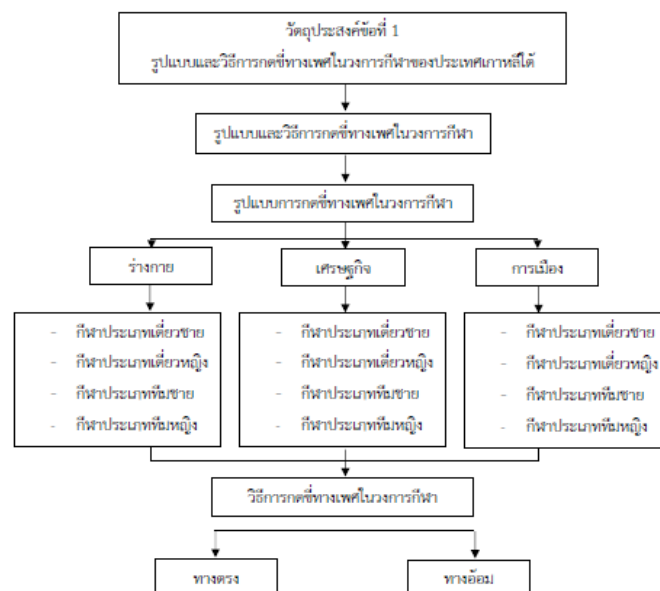 วัตถุประสงค์ข้อที่ 1
รูปแบบและวิธีการกดขี่ทางเพศในวงการกีฬาของประเทศเกาหลีใต้
รูปแบบและวิธีการกดขี่ทางเพศในวงการกีฬา
รูปแบบการกดขี่ทางเพศในวงการกีฬา
ร่างกาย
เศรษฐกิจ
การเมือง
- กีฬาประเภทเดี่ยวชาย
- กีฬาประเภทเดี่ยวหญิง
- กีฬาประเภททีมชาย
- กีฬาประเภททีมหญิง
- กีฬาประเภทเดี่ยวชาย
- กีฬาประเภทเดี่ยวหญิง
- กีฬาประเภททีมชาย
- กีฬาประเภททีมหญิง
- กีฬาประเภทเดี่ยวชาย
- กีฬาประเภทเดี่ยวหญิง
- กีฬาประเภททีมชาย
- กีฬาประเภททีมหญิง
วิธีการกดขี่ทางเพศในวงการกีฬา
ทางตรง
ทางอ้อม